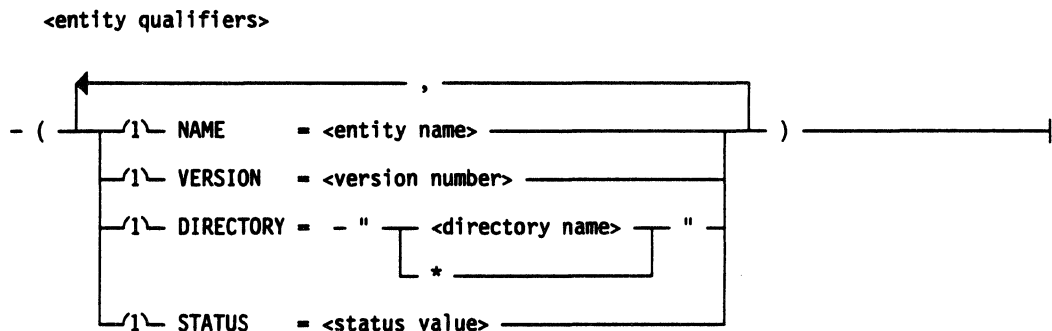 <entity qualifiers>
,
- ( /1\ NAME = <entity name> )
/1\ VERSION = <version number>
/1\ DIRECTORY = - " <directory name> "
*
/1\ STATUS = <status value>